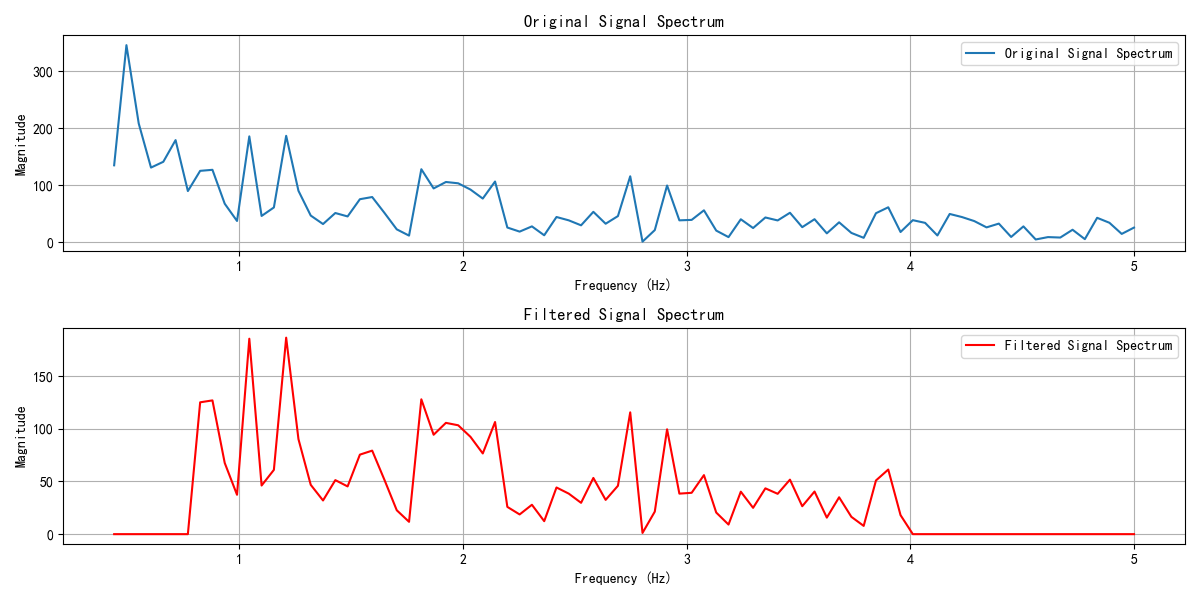 Original Signal Spectrum
Original Signal Spectrum
Magnitude
300
200
100
0
1 2 3 4 5
Frequency (Hz)
Filtered Signal Spectrum
Filtered Signal Spectrum
Magnitude
150
100
50
0
1 2 3 4 5
Frequency (Hz)